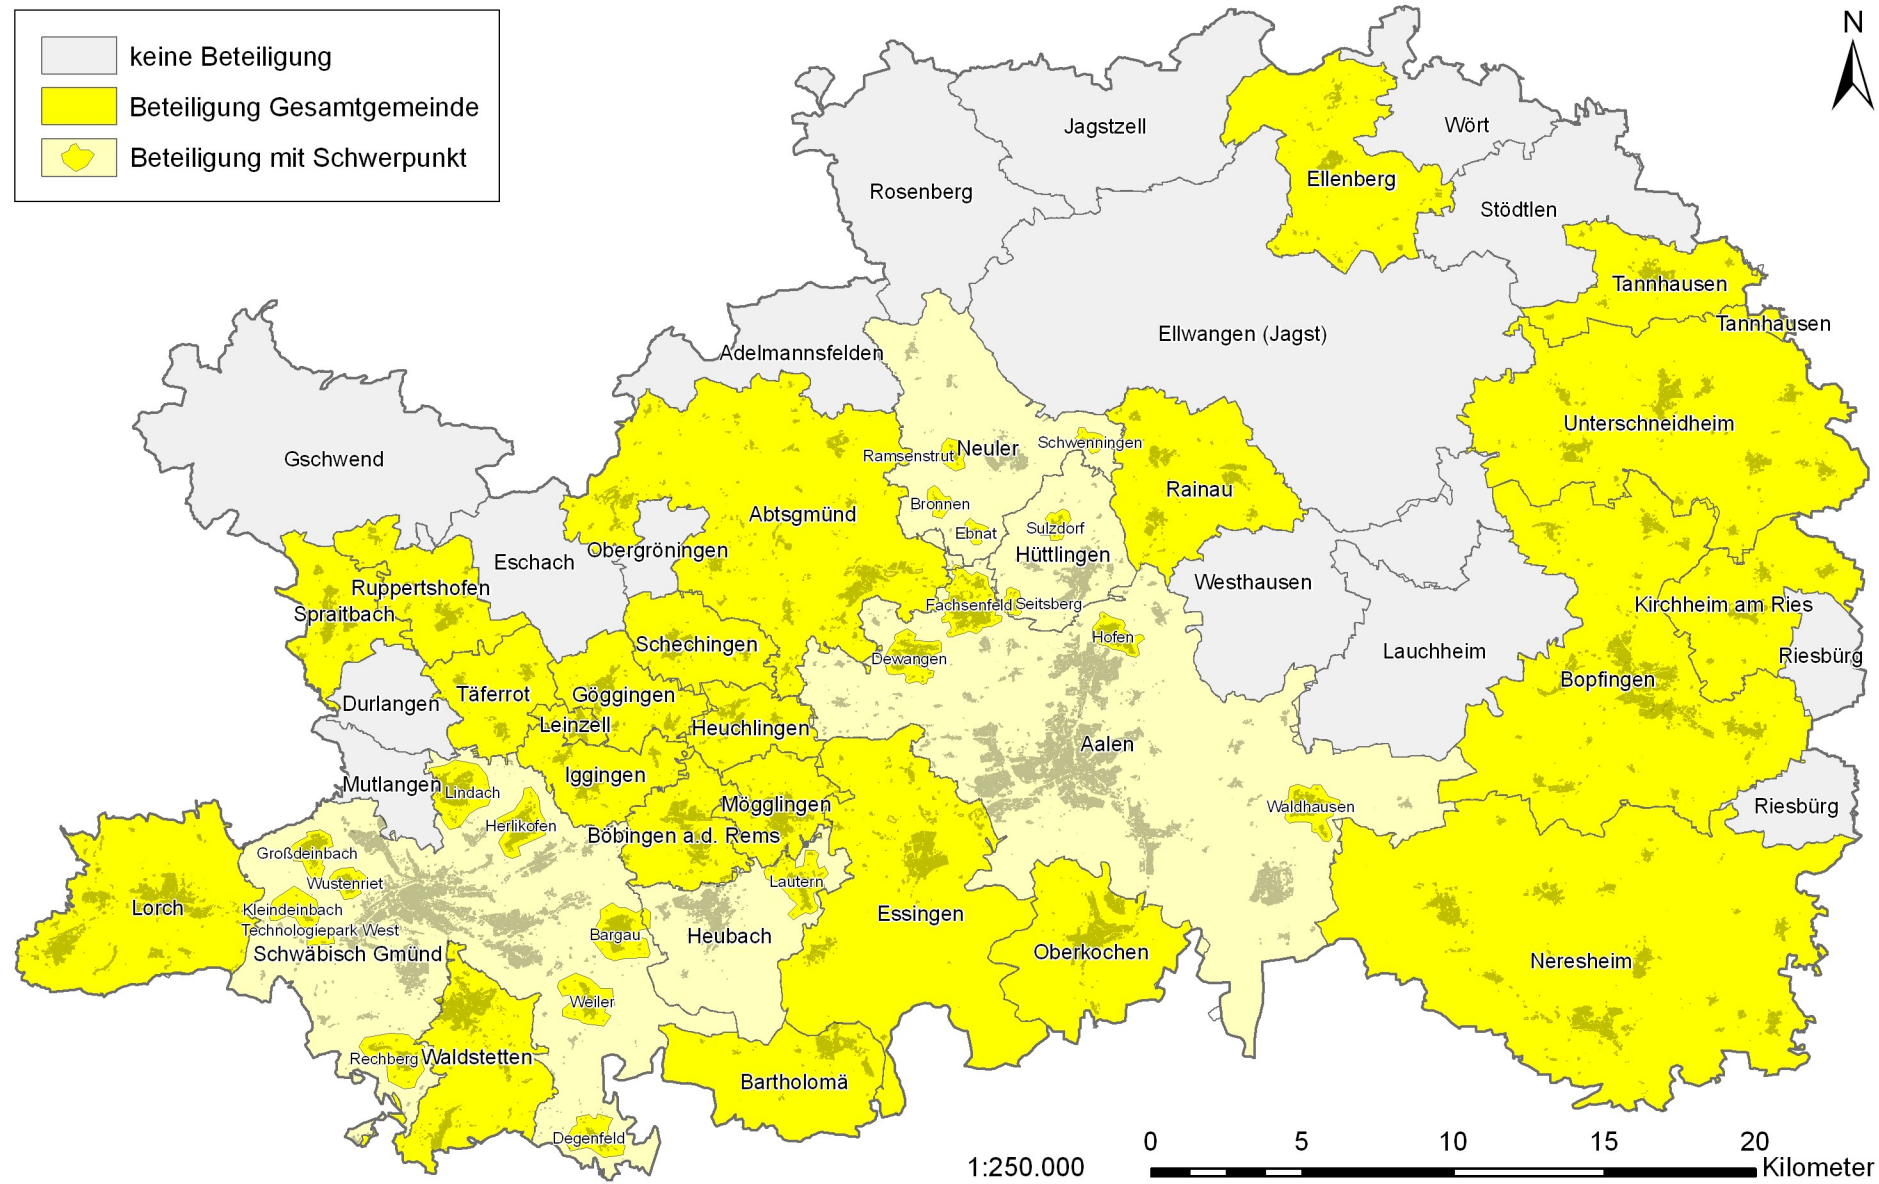 keine Beteiligung
Beteiligung Gesamtgemeinde
Beteiligung mit Schwerpunkt
N
Jagstzell
Wört
Rosenberg
Ellenberg
Stödtlen
Tannhausen
Tannhausen
Ellwangen (Jagst)
Adelmannsfelden
Unterschneidheim
Gschwend
Ramsenstrut
Neuler
Schwenningen
Rainau
Bronnen
Abtsgmünd
Ebnat
Sulzdorf
Hüttlingen
Obergröningen
Eschach
Westhausen
Ruppertshofen
Spraitbach
Fachsenfeld
Seitsberg
Kirchheim am Ries
Hofen
Schechingen
Dewangen
Lauchheim
Riesbürg
Bopfingen
Täferrot
Göggingen
Durlangen
Leinzell
Heuchlingen
Aalen
Iggingen
Mutlangen
Lindach
Mögglingen
Waldhausen
Riesbürg
Herlikofen
Böbingen a.d. Rems
Großdeinbach
Wustenriet
Lautern
Lorch
Kleindeinbach
Essingen
Technologiepark West
Bargau
Heubach
Schwäbisch Gmünd
Oberkochen
Neresheim
Weiler
Rechberg
Waldstetten
Bartholomä
Degenfeld
0 5 10 15 20
1:250.000
Kilometer